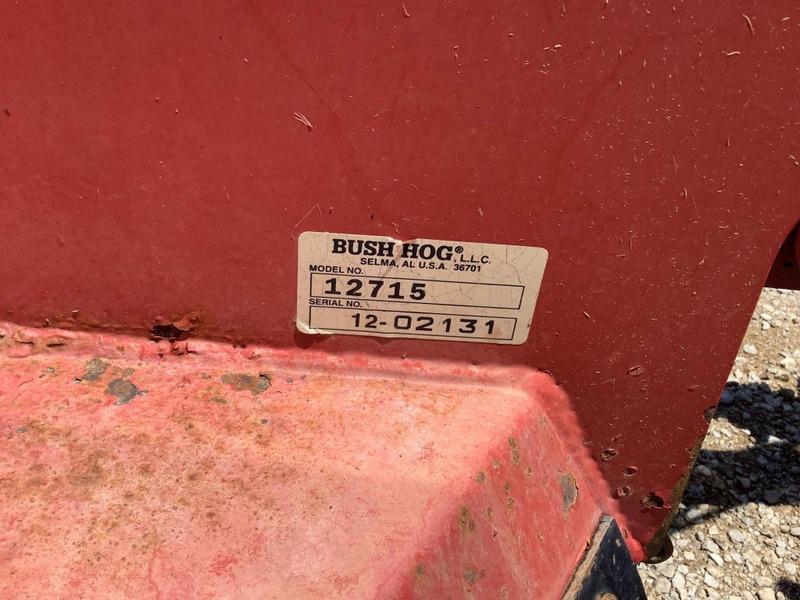 BUSH HOG®, L.L.C.
SELMA, AL U.S.A. 36701
MODEL NO.
12715
SERIAL NO.
12-02131